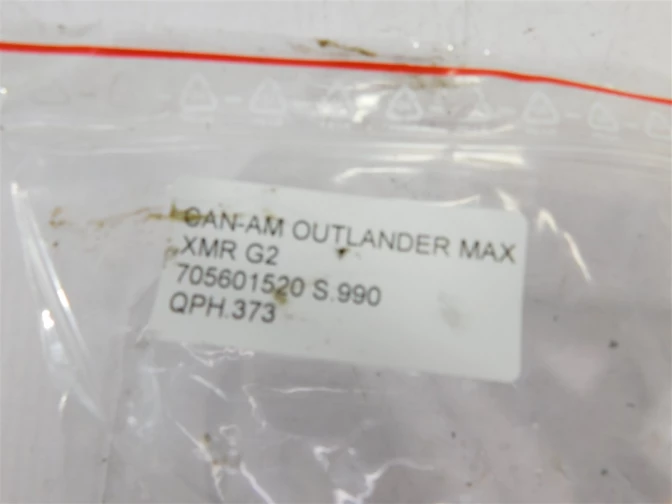 CAN-AM OUTLANDER MAX
XMR G2
705601520 S.990
QPH.373